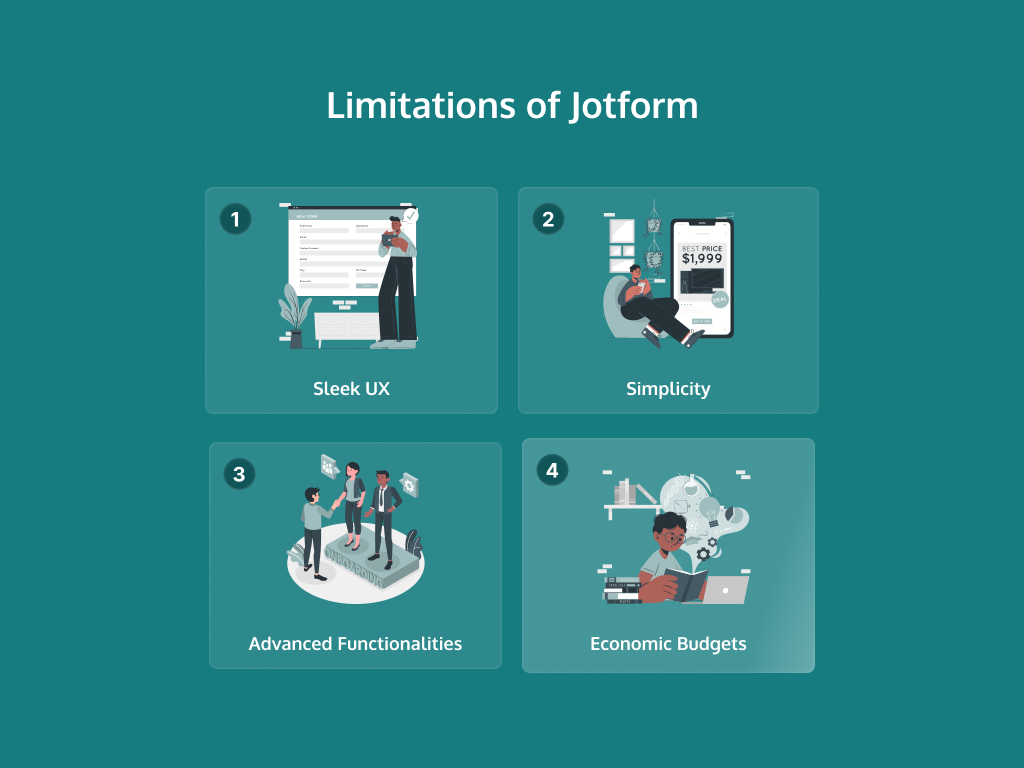 Limitations of Jotform
1
NEW FORM
Sleek UX
2
BEST PRICE
$1,999
DEAL
Simplicity
3
ONBOARDING
Advanced Functionalities
4
Economic Budgets